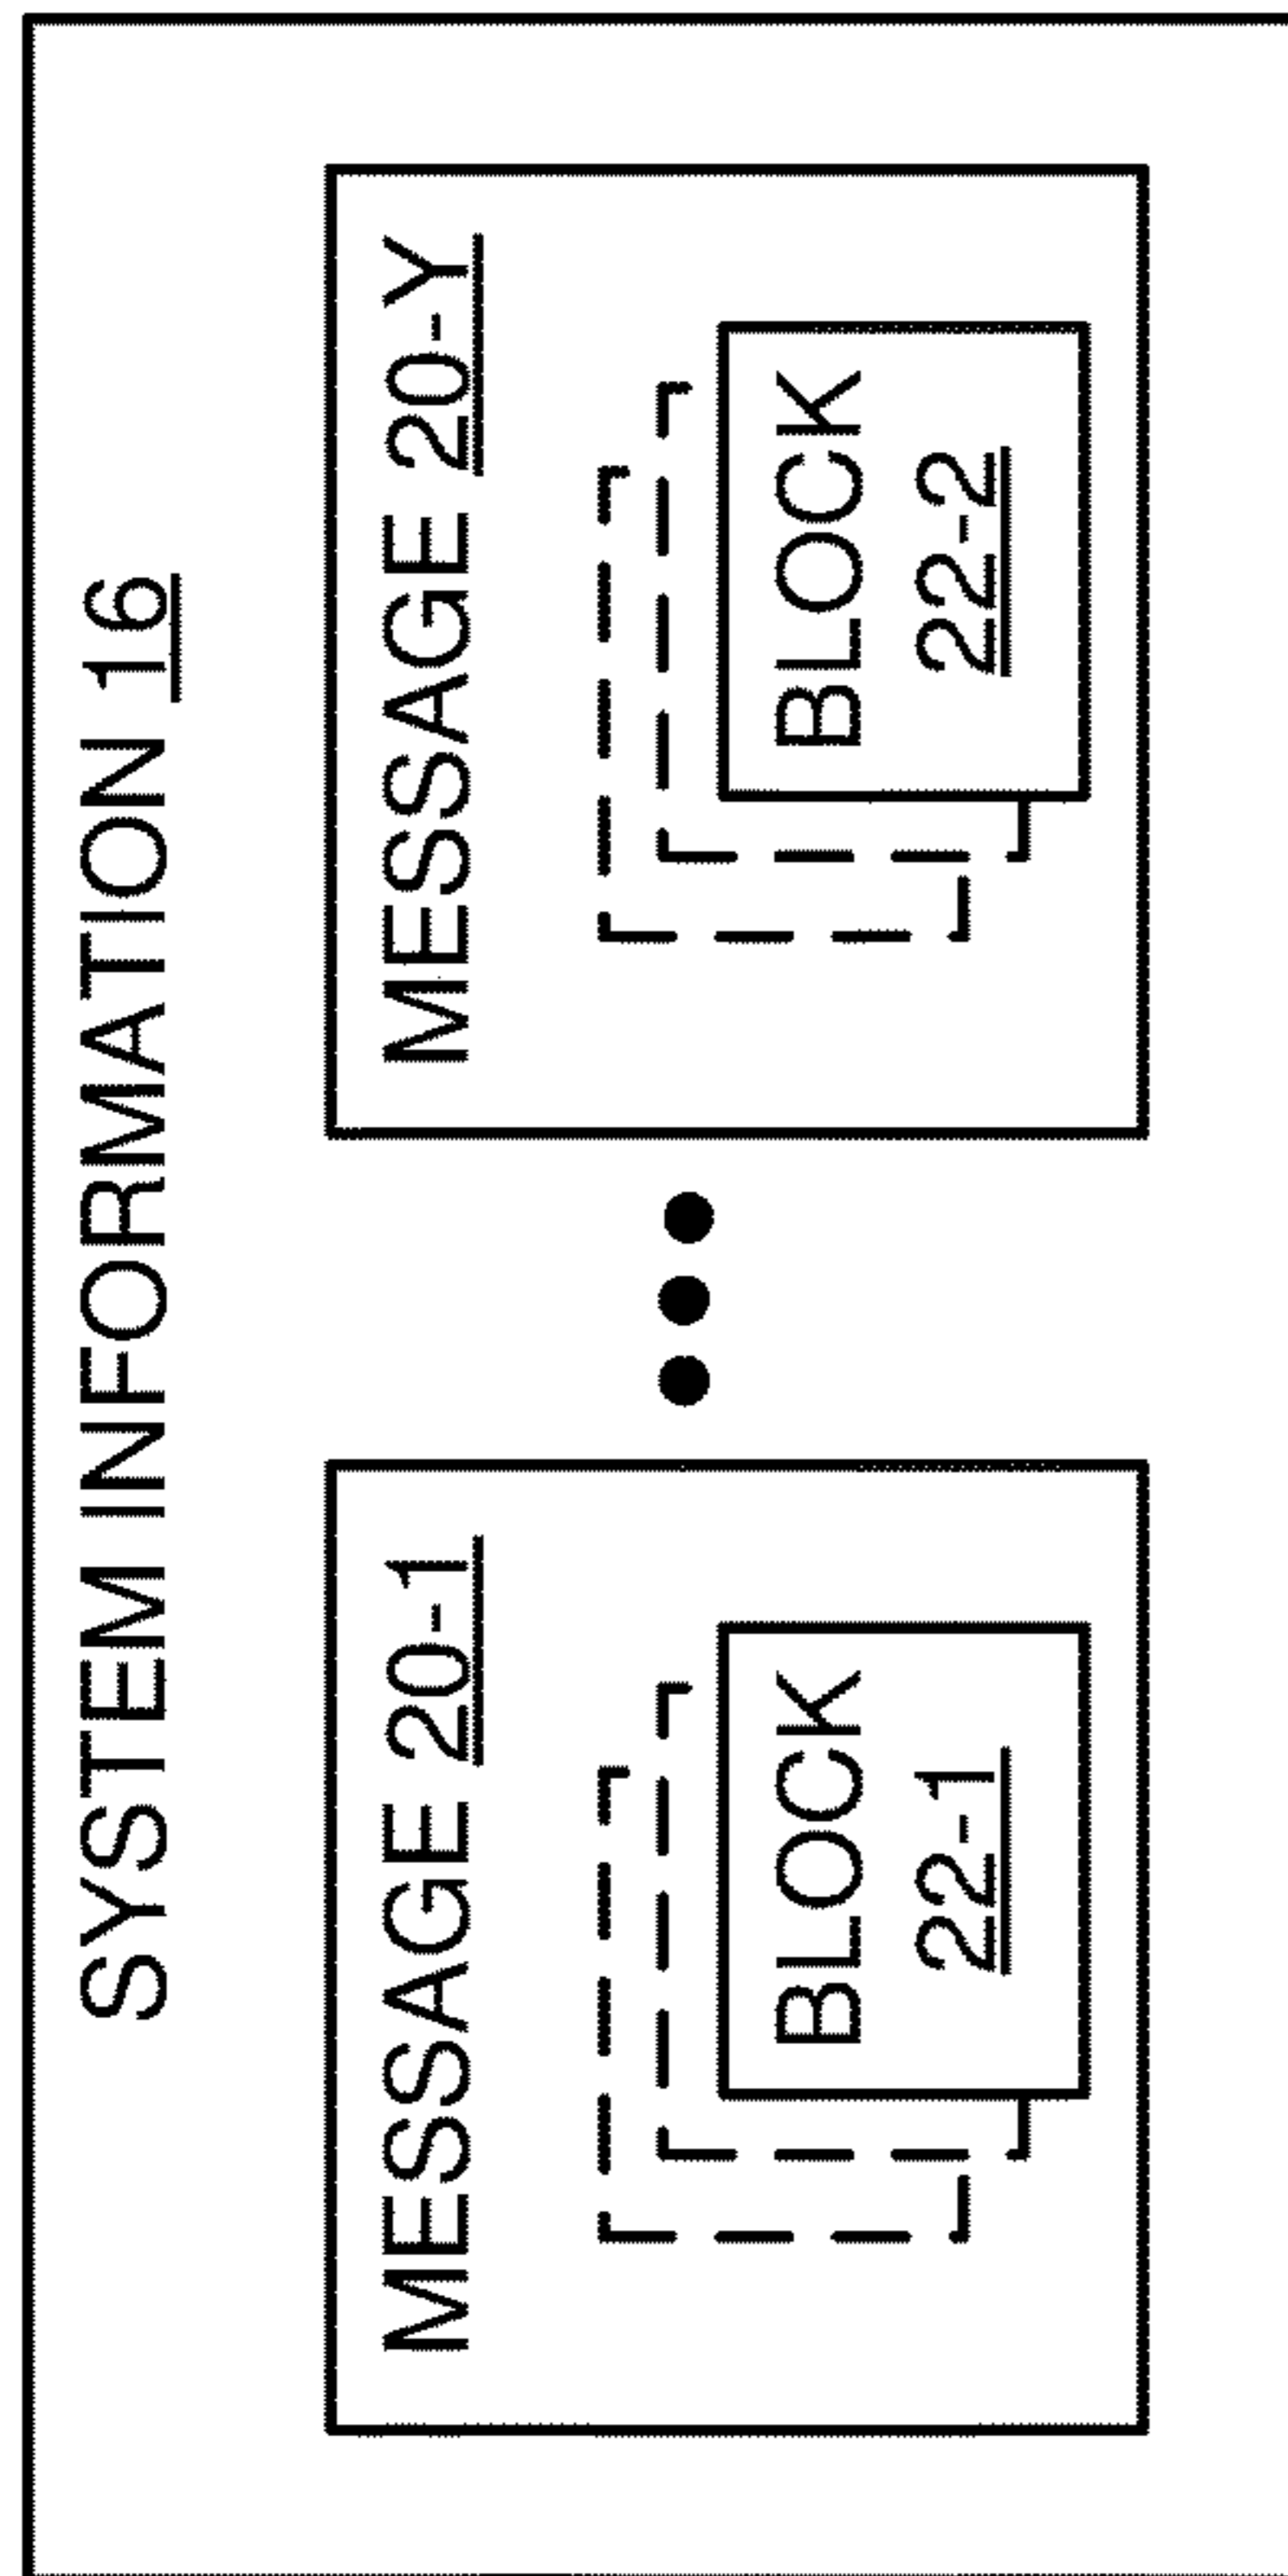 SYSTEM INFORMATION 16
MESSAGE 20-1
BLOCK
22-1
MESSAGE 20-Y
BLOCK
22-2